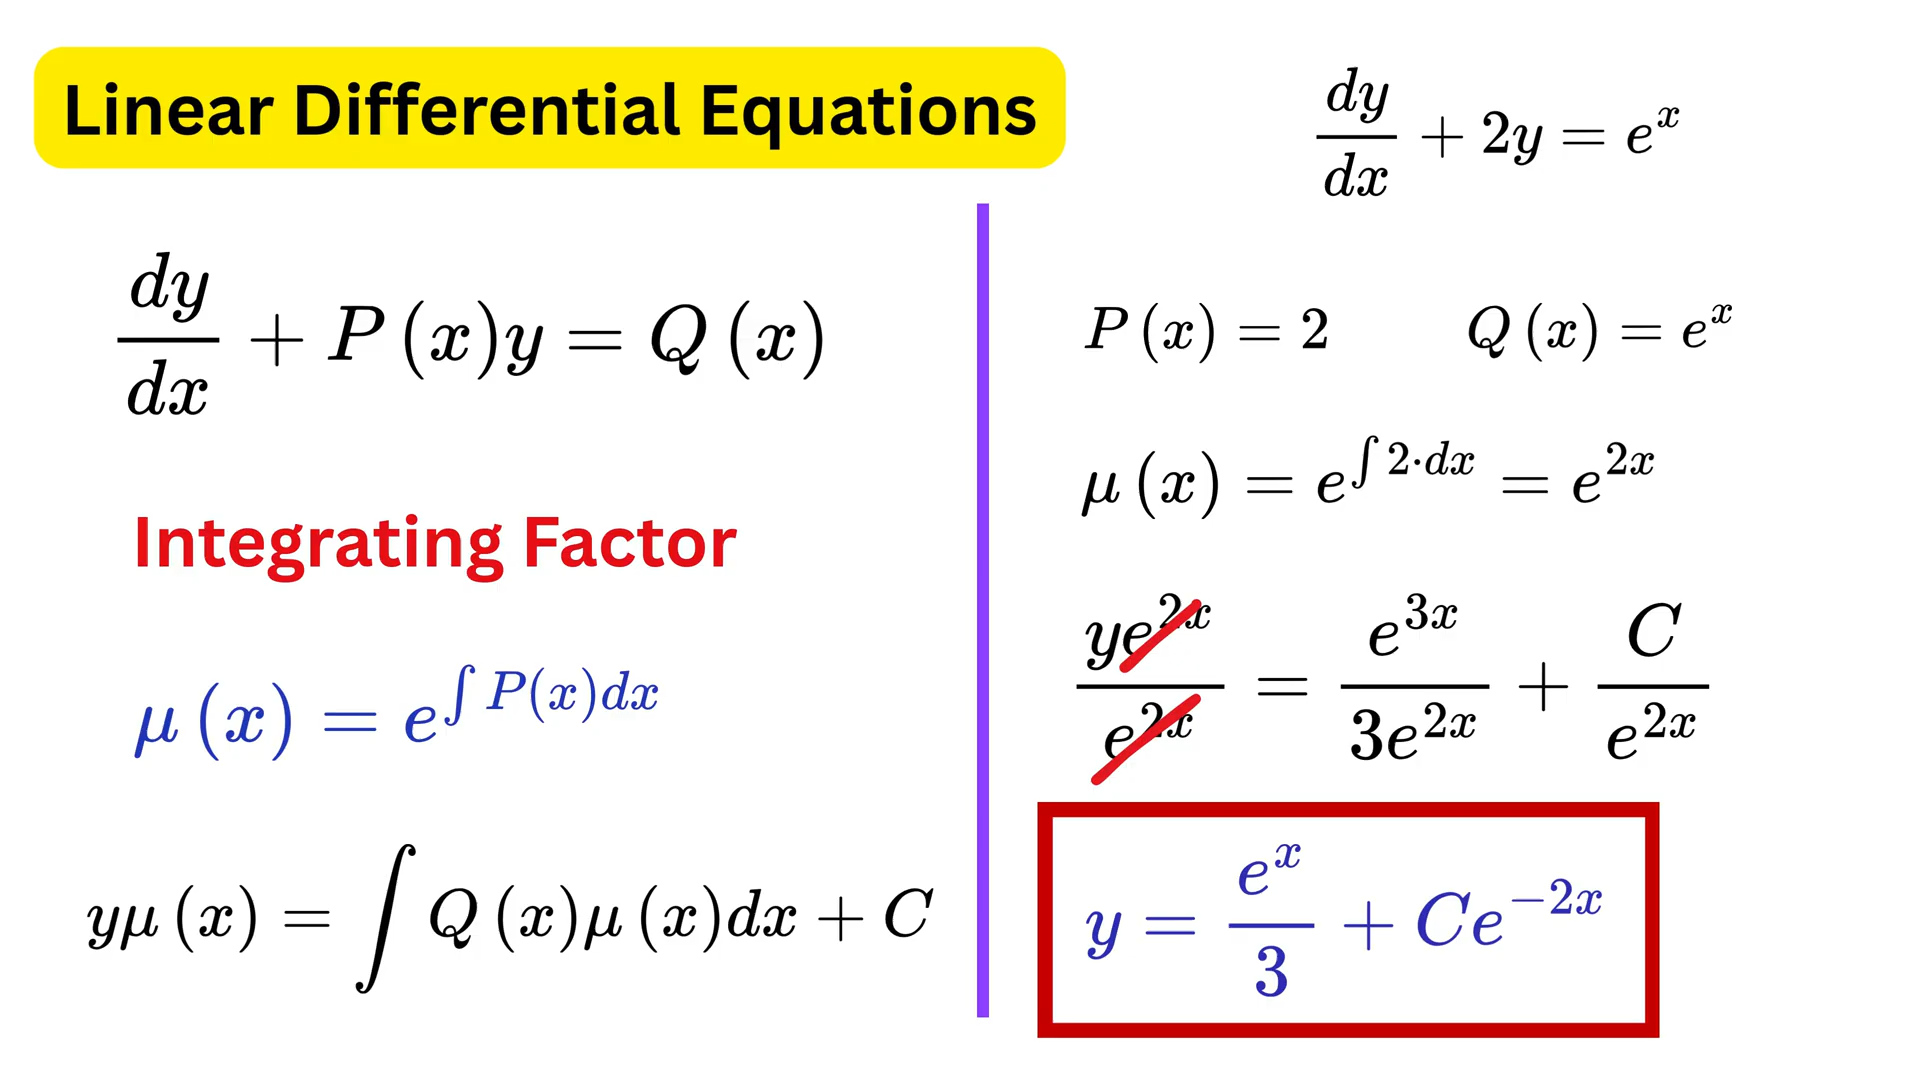 Linear Differential Equations
dy/dx + P(x)y = Q(x)
Integrating Factor
μ(x) = e^{∫P(x)dx}
yμ(x) = ∫Q(x)μ(x)dx + C
dy/dx + 2y = e^x
P(x) = 2 Q(x) = e^x
μ(x) = e^{∫2·dx} = e^{2x}
ye^{2x}/e^{2x} = e^{3x}/3e^{2x} + C/e^{2x}
y = e^x/3 + Ce^{-2x}